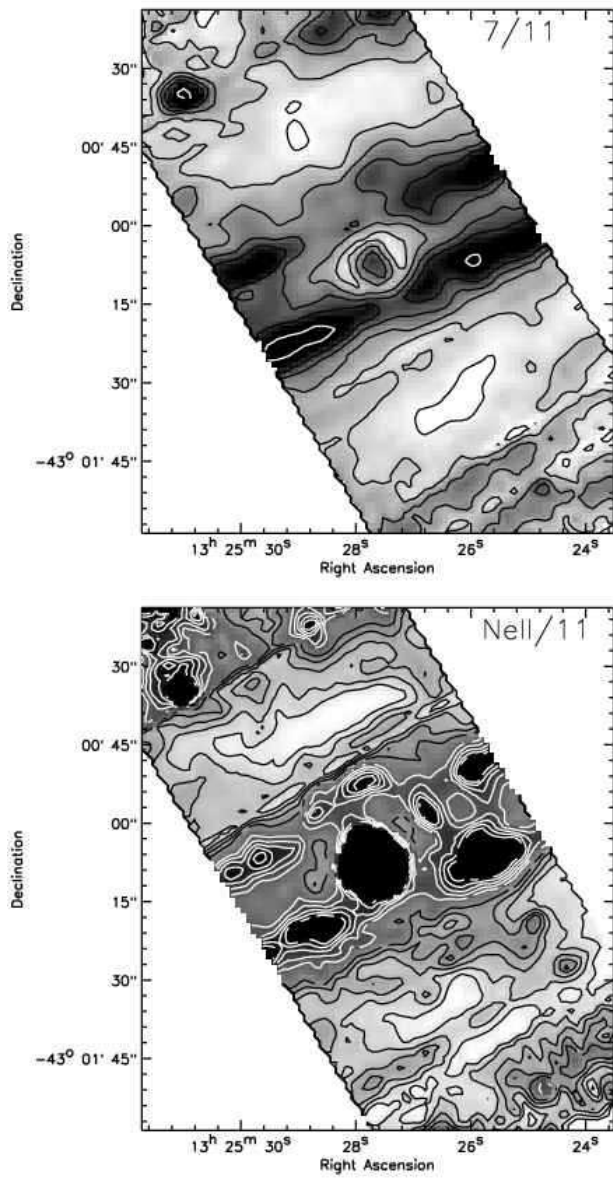 7/11
30"
00' 45"
00"
15"
30"
-43° 01' 45"
Declination
13h 25m 30s
28s
26s
24s
Right Ascension
NeII/11
30"
00' 45"
00"
15"
30"
-43° 01' 45"
Declination
13h 25m 30s
28s
26s
24s
Right Ascension